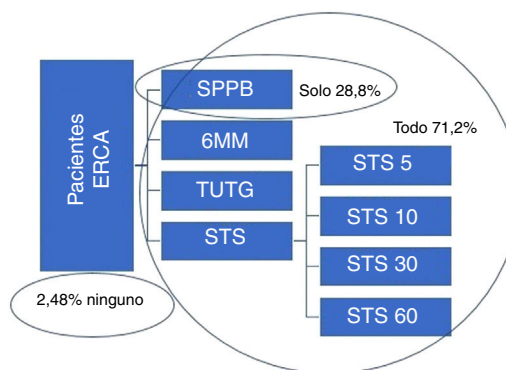 Pacientes
ERCA
SPPB
Solo 28,8%
6MM
Todo 71,2%
TUTG
STS
STS 5
STS 10
STS 30
STS 60
2,48% ninguno